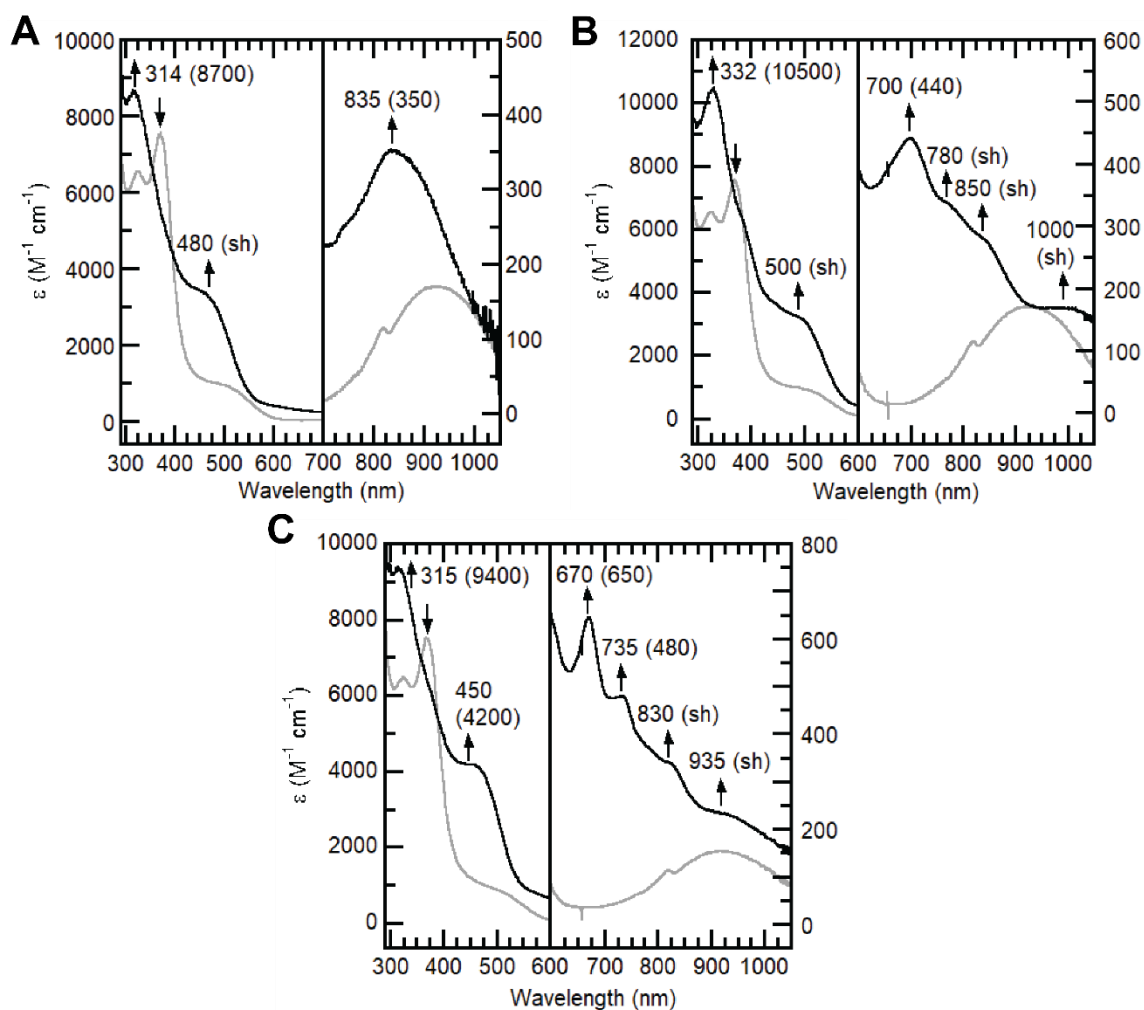 A
10000
8000
6000
4000
2000
0
314 (8700)
480 (sh)
835 (350)
500
400
300
200
100
0
300 400 500 600 700 800 900 1000
ε (M⁻¹ cm⁻¹)
Wavelength (nm)
B
12000
10000
8000
6000
4000
2000
0
332 (10500)
500 (sh)
700 (440)
780 (sh)
850 (sh)
1000
(sh)
600
500
400
300
200
100
0
300 400 500 600 700 800 900 1000
ε (M⁻¹ cm⁻¹)
Wavelength (nm)
C
10000
8000
6000
4000
2000
0
315 (9400)
450
(4200)
670 (650)
735 (480)
830 (sh)
935 (sh)
800
600
400
200
0
300 400 500 600 700 800 900 1000
ε (M⁻¹ cm⁻¹)
Wavelength (nm)